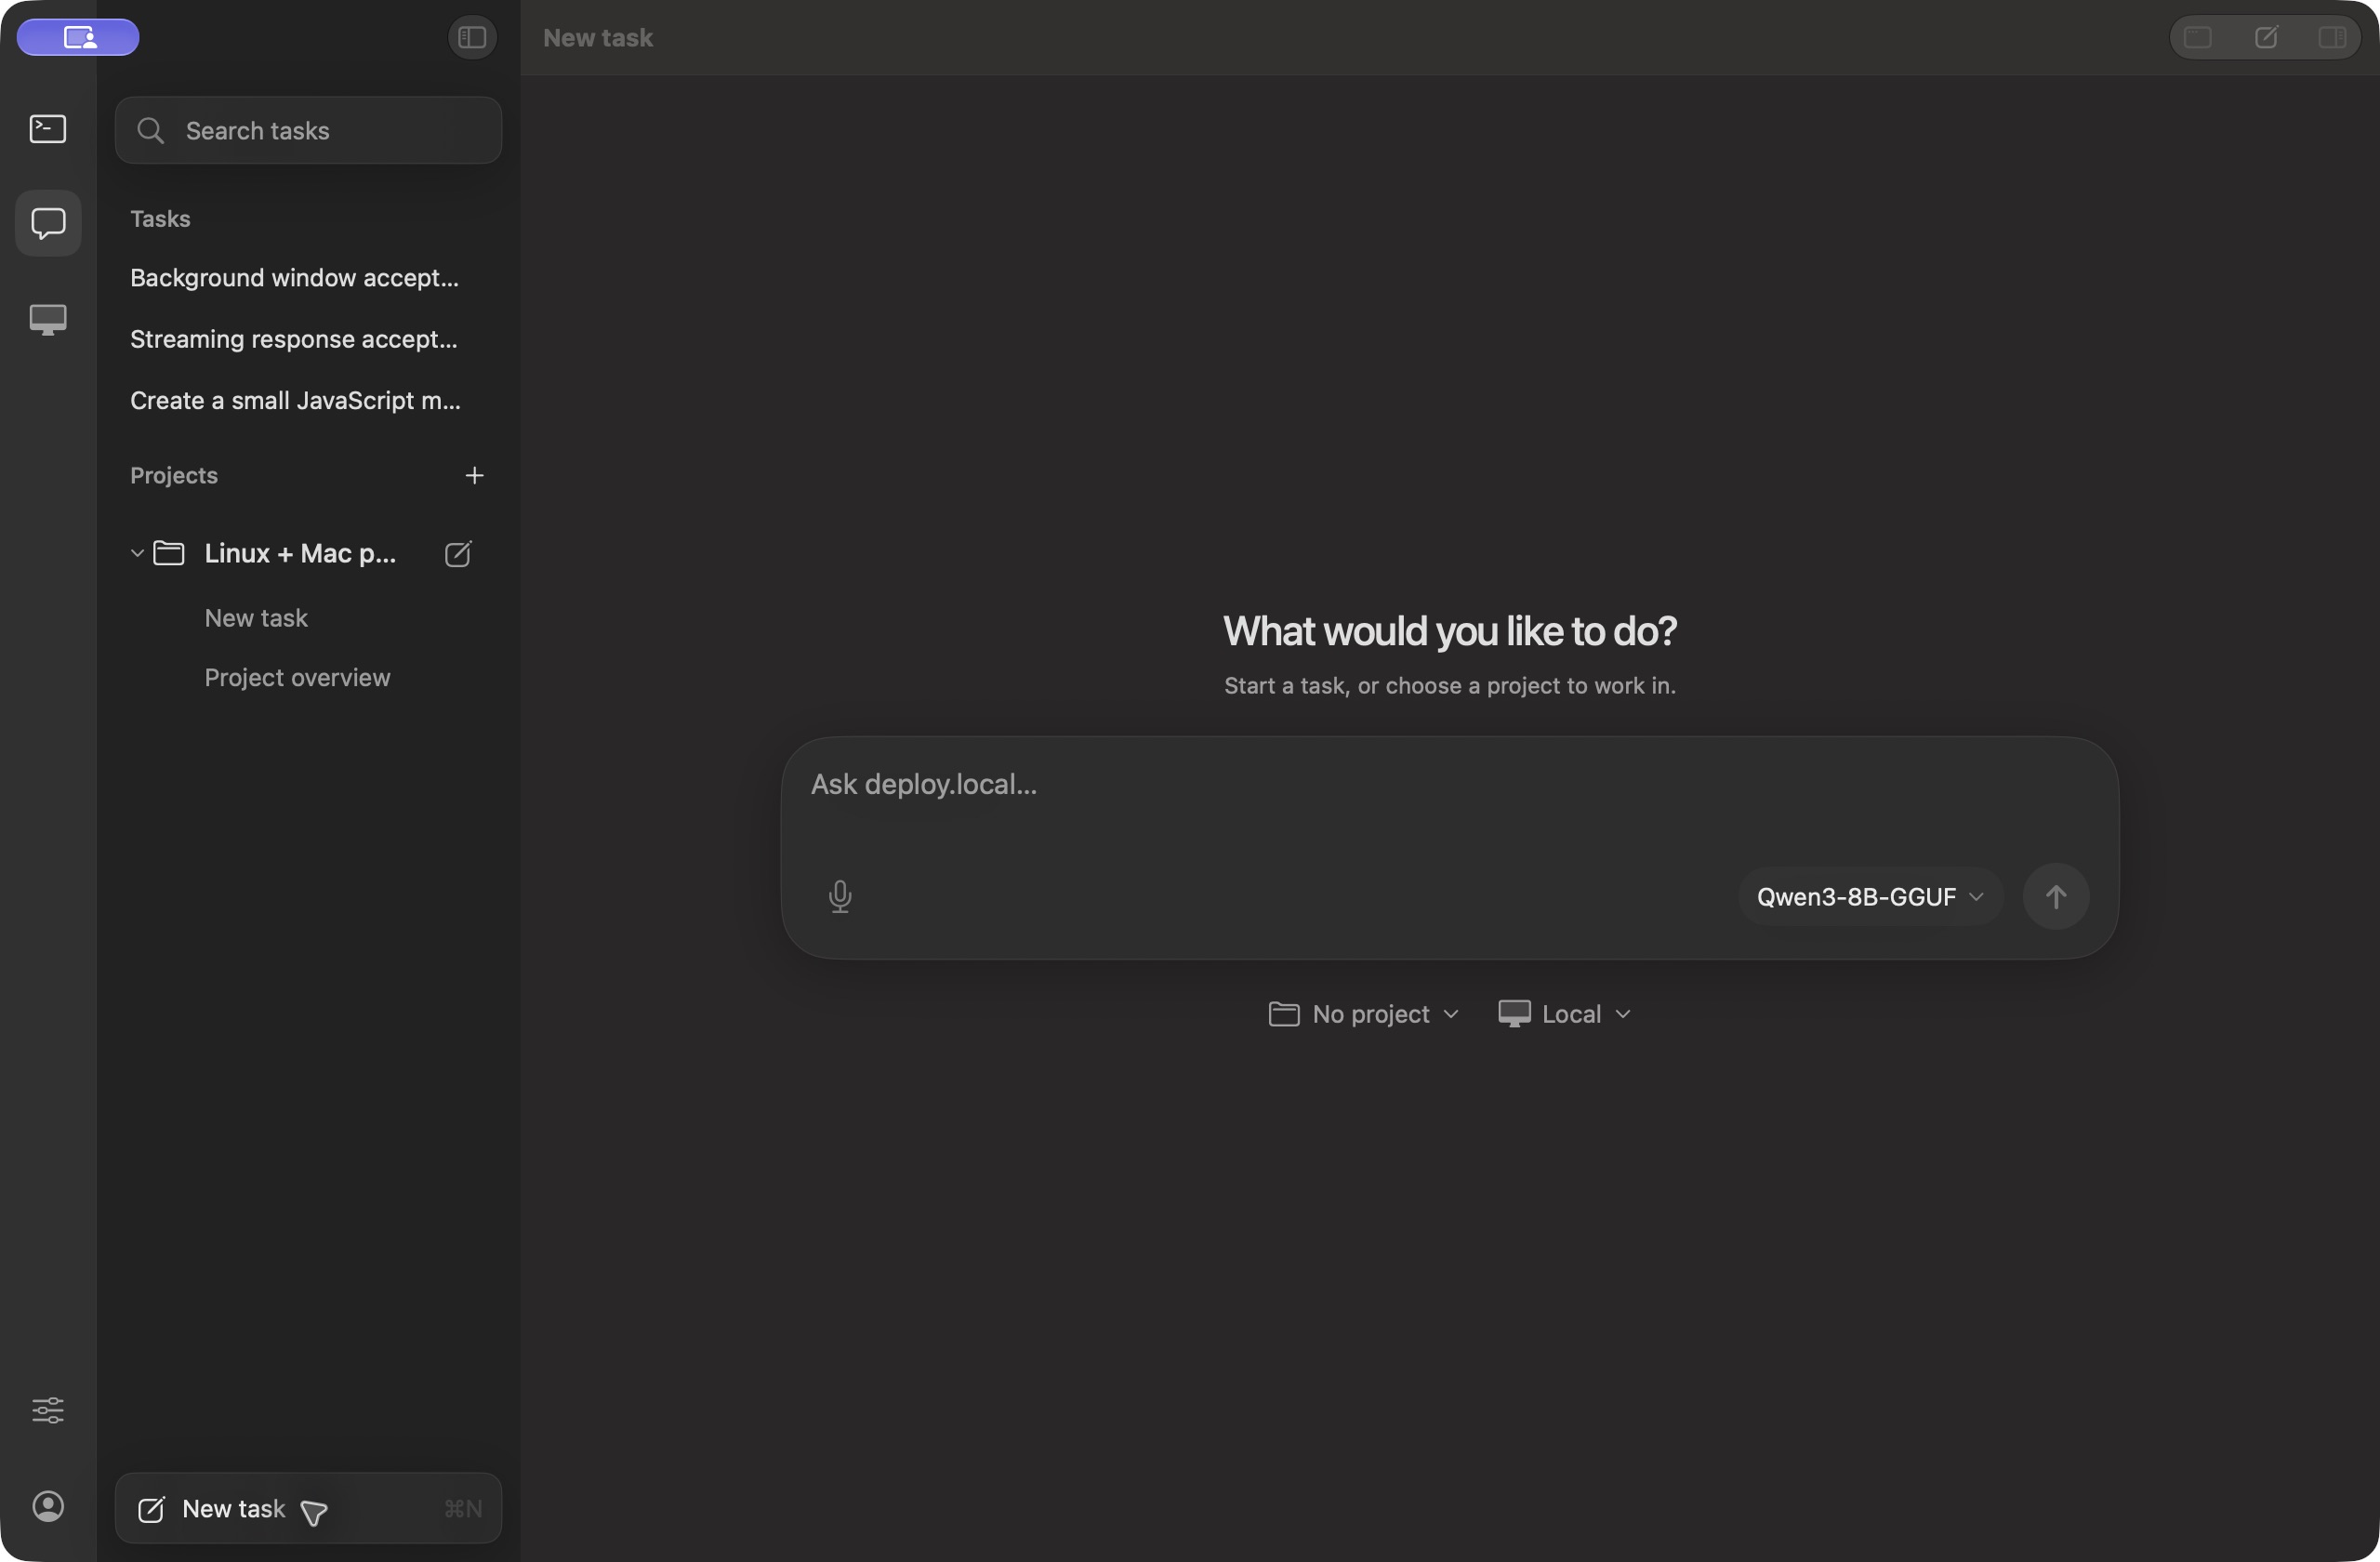 New task
Search tasks
Tasks
Background window accept...
Streaming response accept...
Create a small JavaScript m...
Projects
Linux + Mac p...
New task
Project overview
What would you like to do?
Start a task, or choose a project to work in.
Ask deploy.local...
Qwen3-8B-GGUF
No project
Local
New task
⌘N